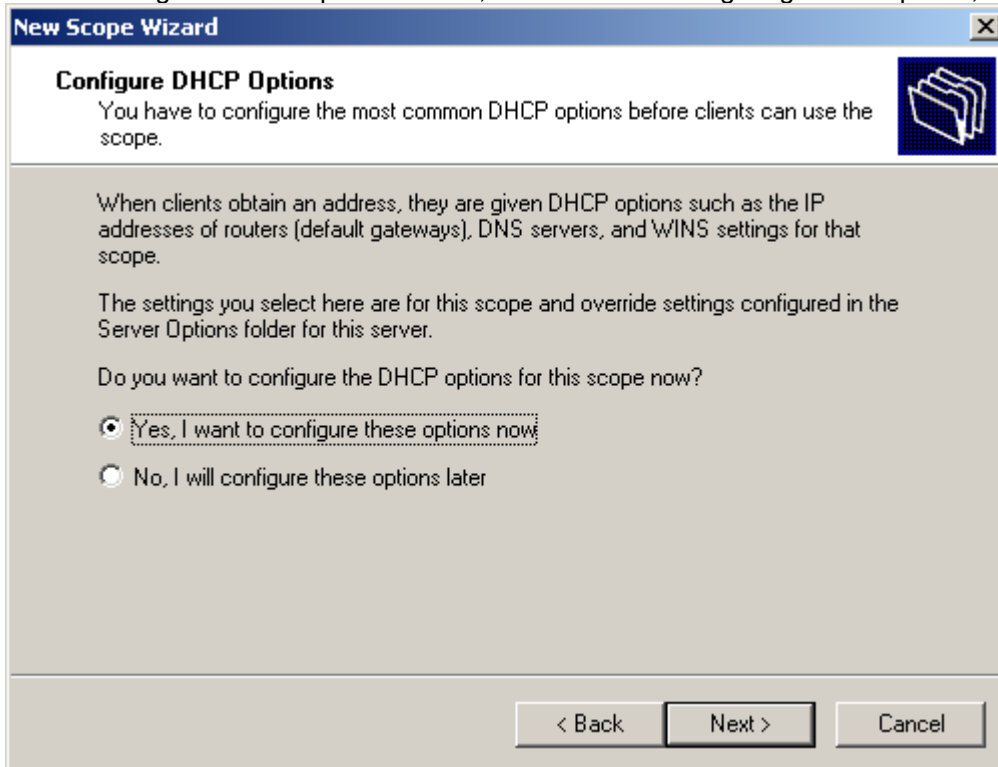 New Scope Wizard
Configure DHCP Options
You have to configure the most common DHCP options before clients can use the
scope.
When clients obtain an address, they are given DHCP options such as the IP
addresses of routers (default gateways), DNS servers, and WINS settings for that
scope.
The settings you select here are for this scope and override settings configured in the
Server Options folder for this server.
Do you want to configure the DHCP options for this scope now?
Yes, I want to configure these options now
No, I will configure these options later
< Back
Next >
Cancel